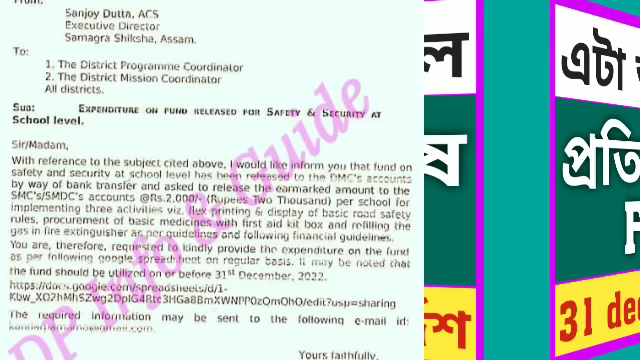 From:
Sanjoy Dutta, ACS
Executive Director
Samagra Shiksha, Assam.
To:
1. The District Programme Coordinator
2. The District Mission Coordinator
All districts.
Sub: EXPENDITURE ON FUND RELEASED FOR SAFETY & SECURITY AT
School level.
Sir/Madam,
With reference to the subject cited above, I would like inform you that fund on
safety and security at school level has been released to the DMC's accounts
by way of bank transfer and asked to release the earmarked amount to the
SMC's/SMDC's accounts @Rs.2,000/- (Rupees Two Thousand) per school for
implementing three activities viz. flex printing & display of basic road safety
rules, procurement of basic medicines with first aid kit box and refilling the
gas in fire extinguisher as per guidelines and following financial guidelines.
You are, therefore, requested to kindly provide the expenditure on the fund
as per following google spreadsheet on regular basis. It may be noted that
the fund should be utilized on or before 31st December, 2022.
https://docs.google.com/spreadsheets/d/1-
The required information may be sent to the following e-mail id:
Yours faithfully,
DP Info & Guide
এটা
প্ৰতি
31 dec